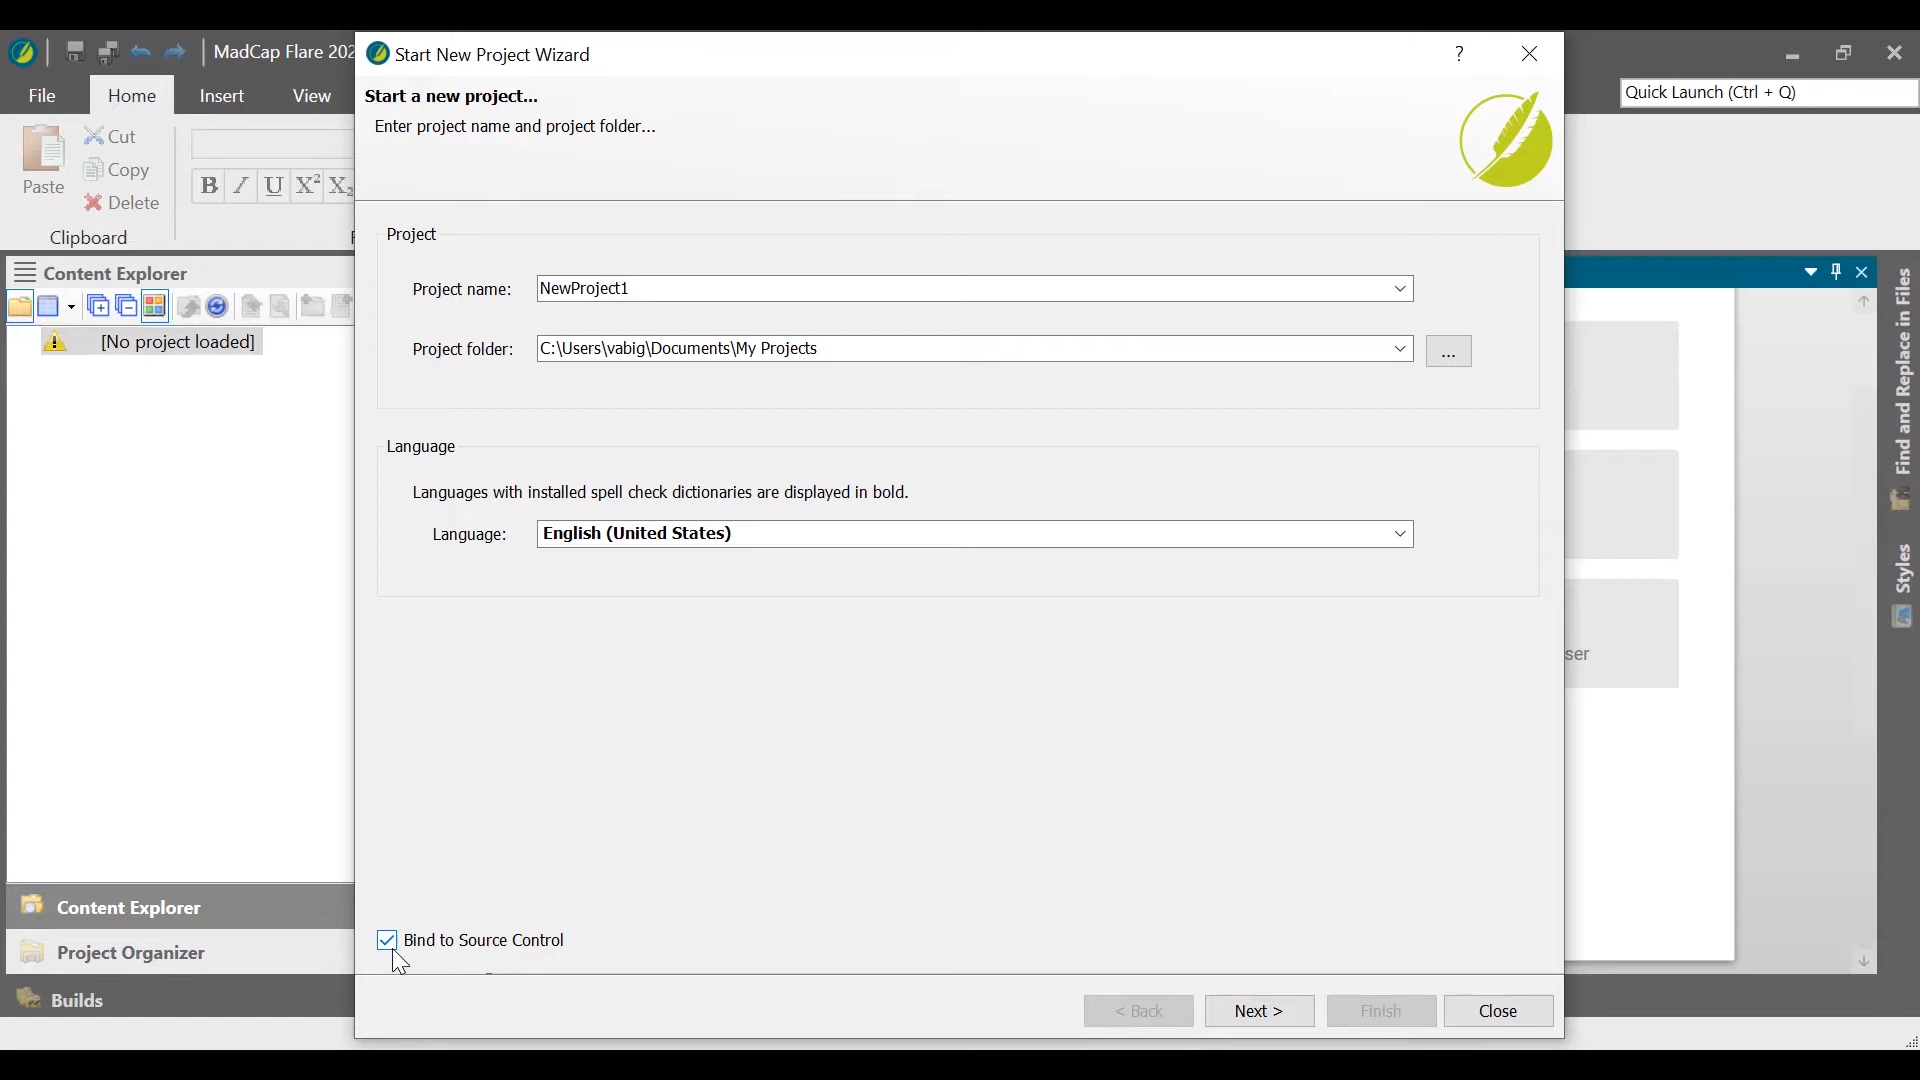 MadCap Flare 202
Start New Project Wizard
?
File
Home
Insert
View
Quick Launch (Ctrl + Q)
Start a new project...
Enter project name and project folder...
Paste
Cut
Copy
Delete
B I U X² X₂
Clipboard
Content Explorer
[No project loaded]
Project
Project name:
NewProject1
Project folder:
C:\Users\vabig\Documents\My Projects
...
Language
Languages with installed spell check dictionaries are displayed in bold.
Language:
English (United States)
Find and Replace in Files
Styles
ser
Content Explorer
Project Organizer
Builds
Bind to Source Control
< Back
Next >
Finish
Close